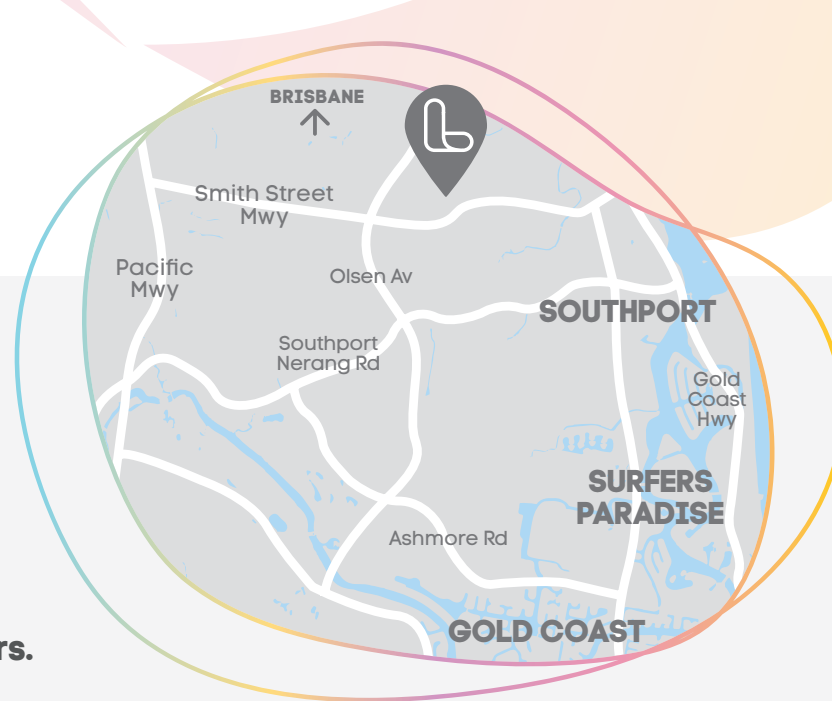 BRISBANE
Smith Street
Mwy
Pacific
Mwy
Olsen Av
SOUTHPORT
Southport
Nerang Rd
Gold
Coast
Hwy
SURFERS
PARADISE
Ashmore Rd
GOLD COAST
rs.